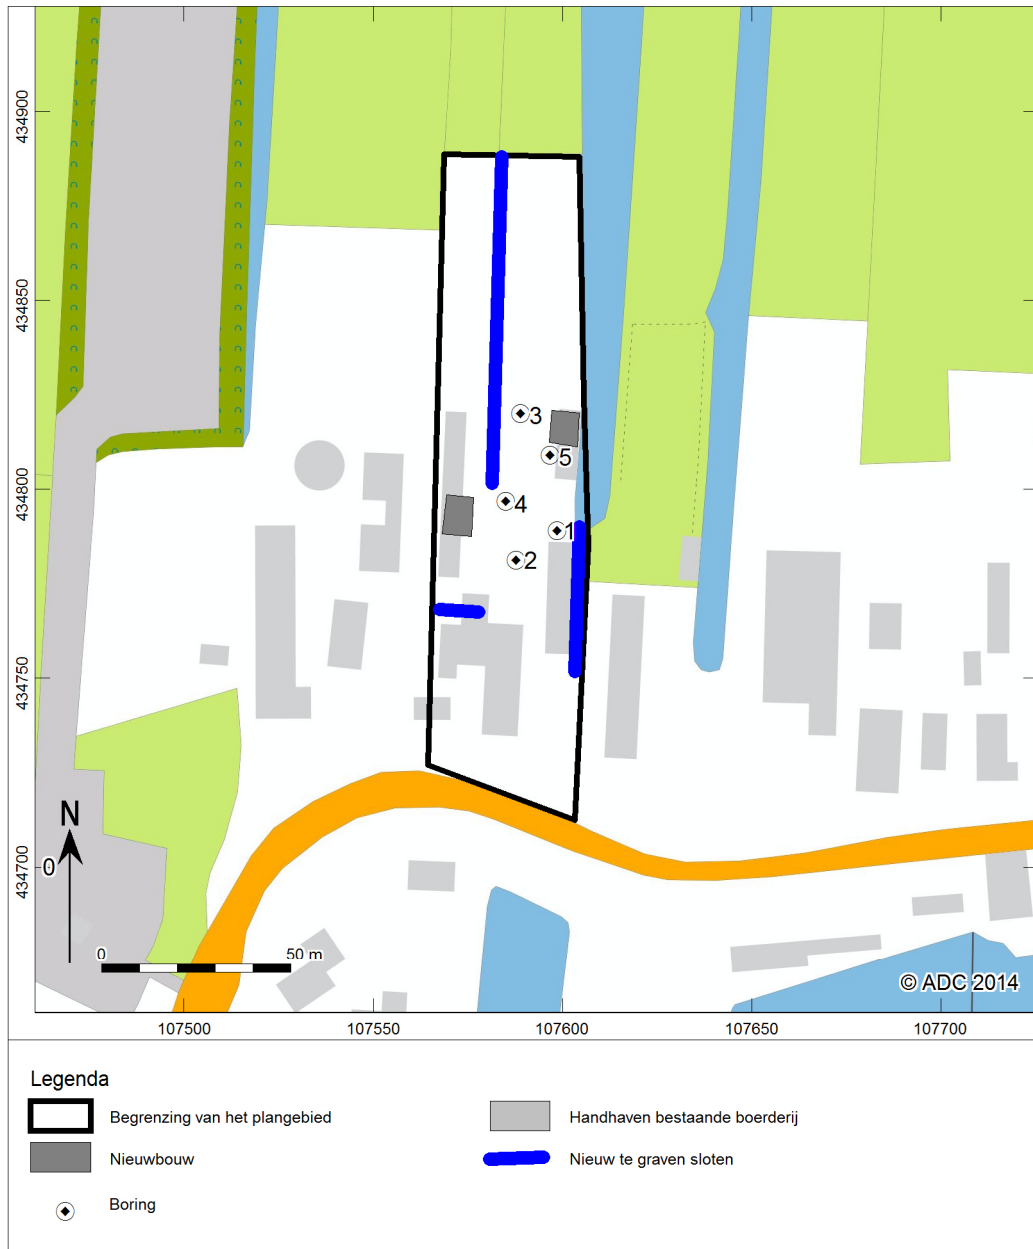 434900
434850
434800
434750
434700
3
5
4
1
2
N
0
0
50 m
© ADC 2014
107500
107550
107600
107650
107700
Legenda
Begrenzing van het plangebied
Handhaven bestaande boerderij
Nieuwbouw
Nieuw te graven sloten
Boring